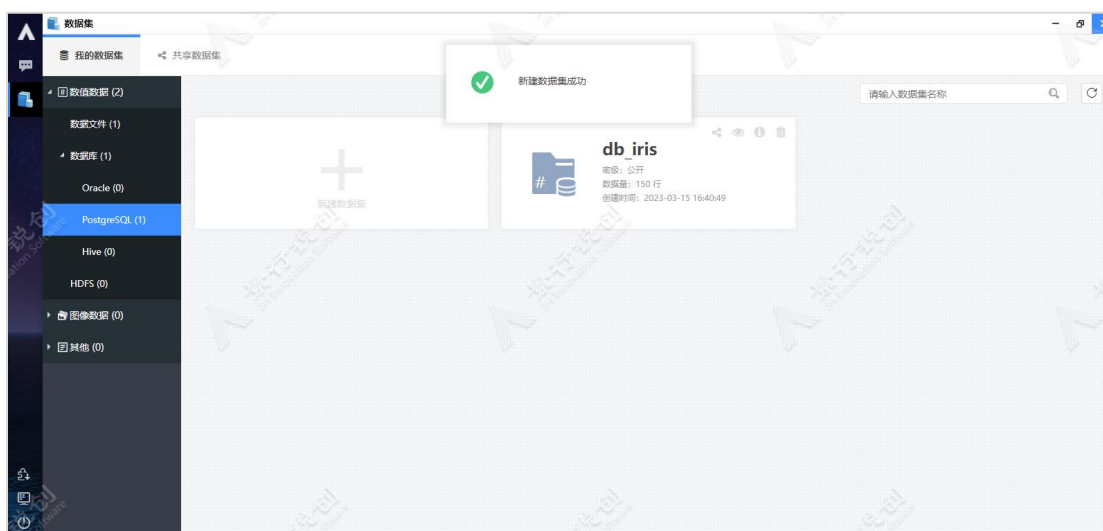 数据集
我的数据集
共享数据集
新建数据集成功
请输入数据集名称
数值数据 (2)
数据文件 (1)
数据库 (1)
Oracle (0)
PostgreSQL (1)
Hive (0)
HDFS (0)
图像数据 (0)
其他 (0)
新建数据集
#
db_iris
密级：公开
数据量：150 行
创建时间：2023-03-15 16:40:49